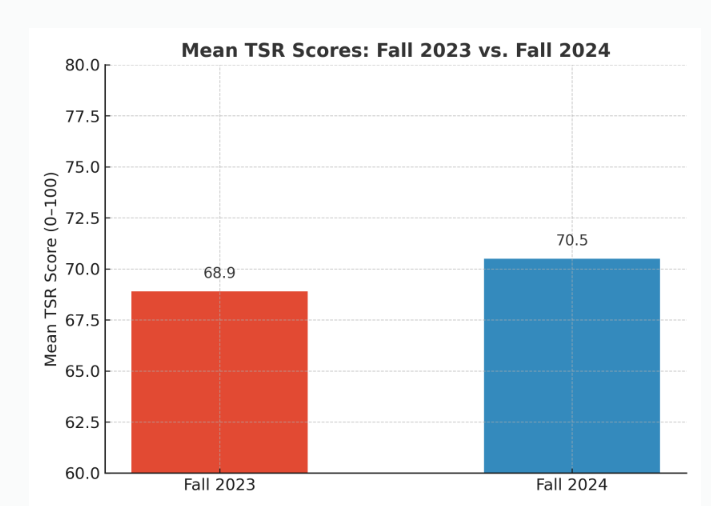 Mean TSR Scores: Fall 2023 vs. Fall 2024
Mean TSR Score (0–100)
80.0
77.5
75.0
72.5
70.0
67.5
65.0
62.5
60.0
68.9
70.5
Fall 2023
Fall 2024